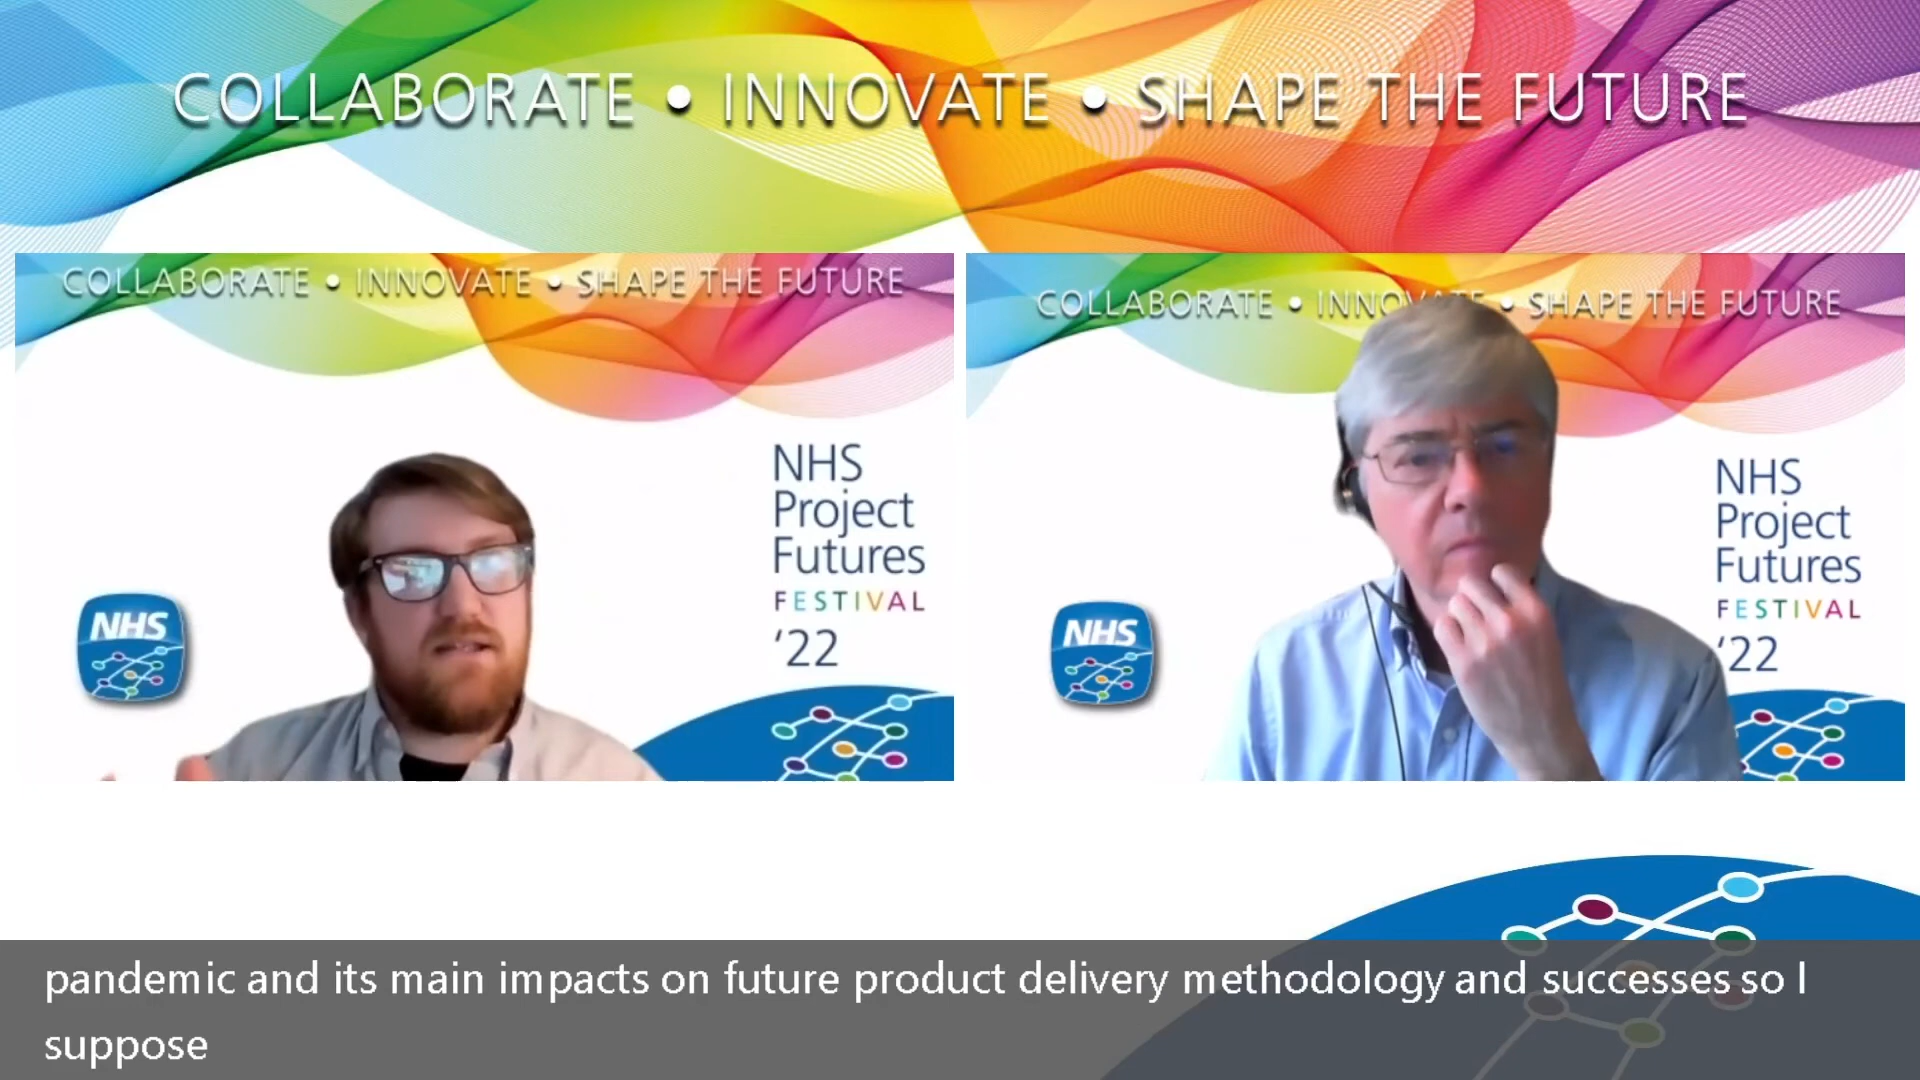 COLLABORATE • INNOVATE • SHAPE THE FUTURE
COLLABORATE • INNOVATE • SHAPE THE FUTURE
NHS
Project
Futures
FESTIVAL
'22
NHS
COLLABORATE • INNOVATE • SHAPE THE FUTURE
NHS
Project
Futures
FESTIVAL
'22
NHS
pandemic and its main impacts on future product delivery methodology and successes so I
suppose